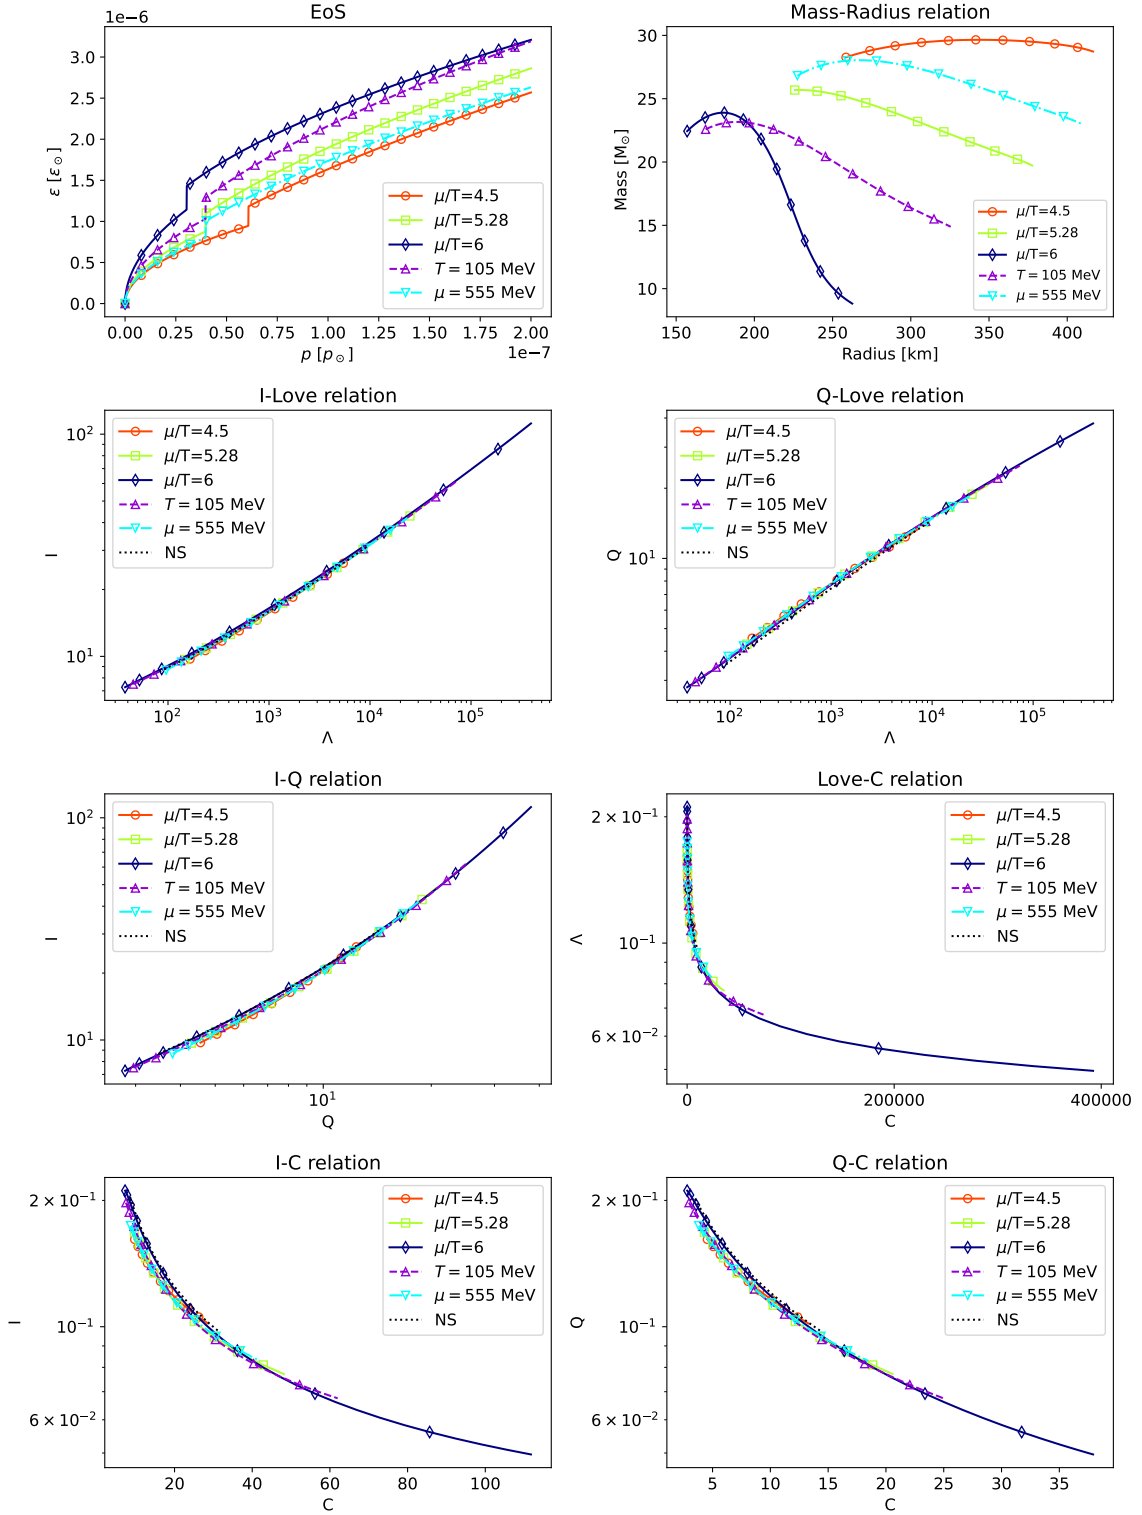 EoS
1e−6
3.0
2.5
2.0
1.5
1.0
0.5
0.0
ε [ε⊙]
μ/T=4.5
μ/T=5.28
μ/T=6
T = 105 MeV
μ = 555 MeV
0.00 0.25 0.50 0.75 1.00 1.25 1.50 1.75 2.00
p [p⊙]
1e−7
Mass-Radius relation
30
25
20
15
10
Mass [M⊙]
μ/T=4.5
μ/T=5.28
μ/T=6
T = 105 MeV
μ = 555 MeV
150 200 250 300 350 400
Radius [km]
I-Love relation
10²
10¹
I
μ/T=4.5
μ/T=5.28
μ/T=6
T = 105 MeV
μ = 555 MeV
NS
10² 10³ 10⁴ 10⁵
Λ
Q-Love relation
10¹
Q
μ/T=4.5
μ/T=5.28
μ/T=6
T = 105 MeV
μ = 555 MeV
NS
10² 10³ 10⁴ 10⁵
Λ
I-Q relation
10²
10¹
I
μ/T=4.5
μ/T=5.28
μ/T=6
T = 105 MeV
μ = 555 MeV
NS
10¹
Q
Love-C relation
2 × 10⁻¹
10⁻¹
6 × 10⁻²
Λ
μ/T=4.5
μ/T=5.28
μ/T=6
T = 105 MeV
μ = 555 MeV
NS
0 200000 400000
C
I-C relation
2 × 10⁻¹
10⁻¹
6 × 10⁻²
I
μ/T=4.5
μ/T=5.28
μ/T=6
T = 105 MeV
μ = 555 MeV
NS
20 40 60 80 100
C
Q-C relation
2 × 10⁻¹
10⁻¹
6 × 10⁻²
Q
μ/T=4.5
μ/T=5.28
μ/T=6
T = 105 MeV
μ = 555 MeV
NS
5 10 15 20 25 30 35
C